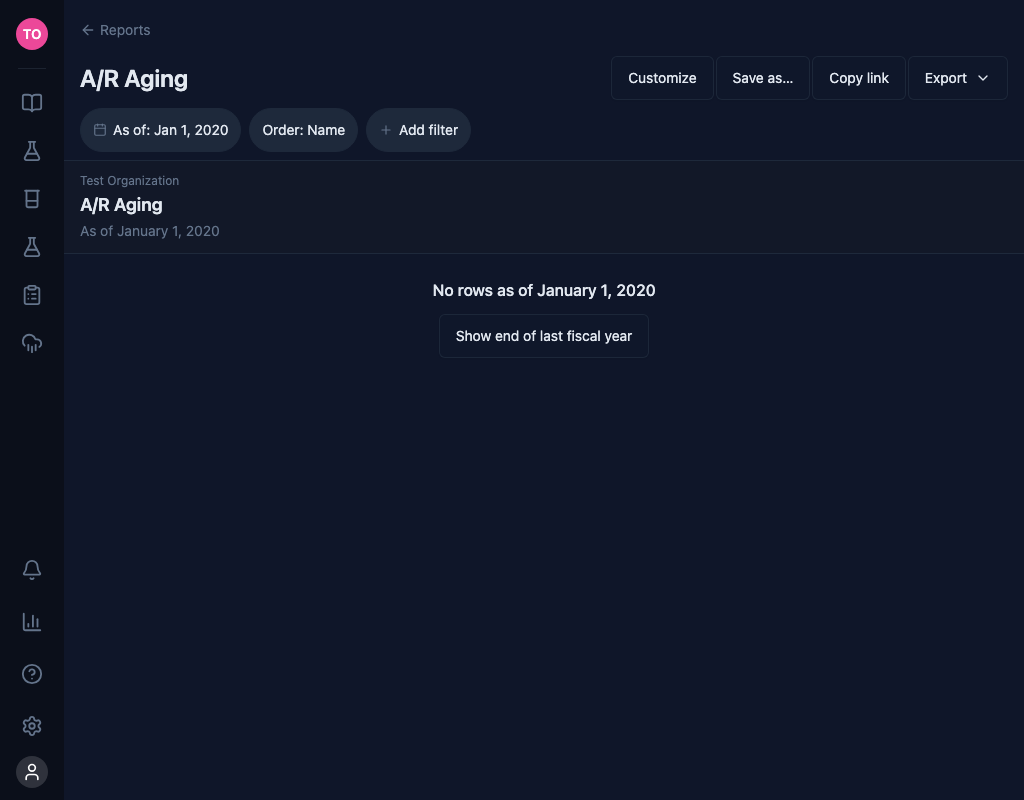 TO
Reports
A/R Aging
Customize
Save as...
Copy link
Export
As of: Jan 1, 2020
Order: Name
Add filter
Test Organization
A/R Aging
As of January 1, 2020
No rows as of January 1, 2020
Show end of last fiscal year